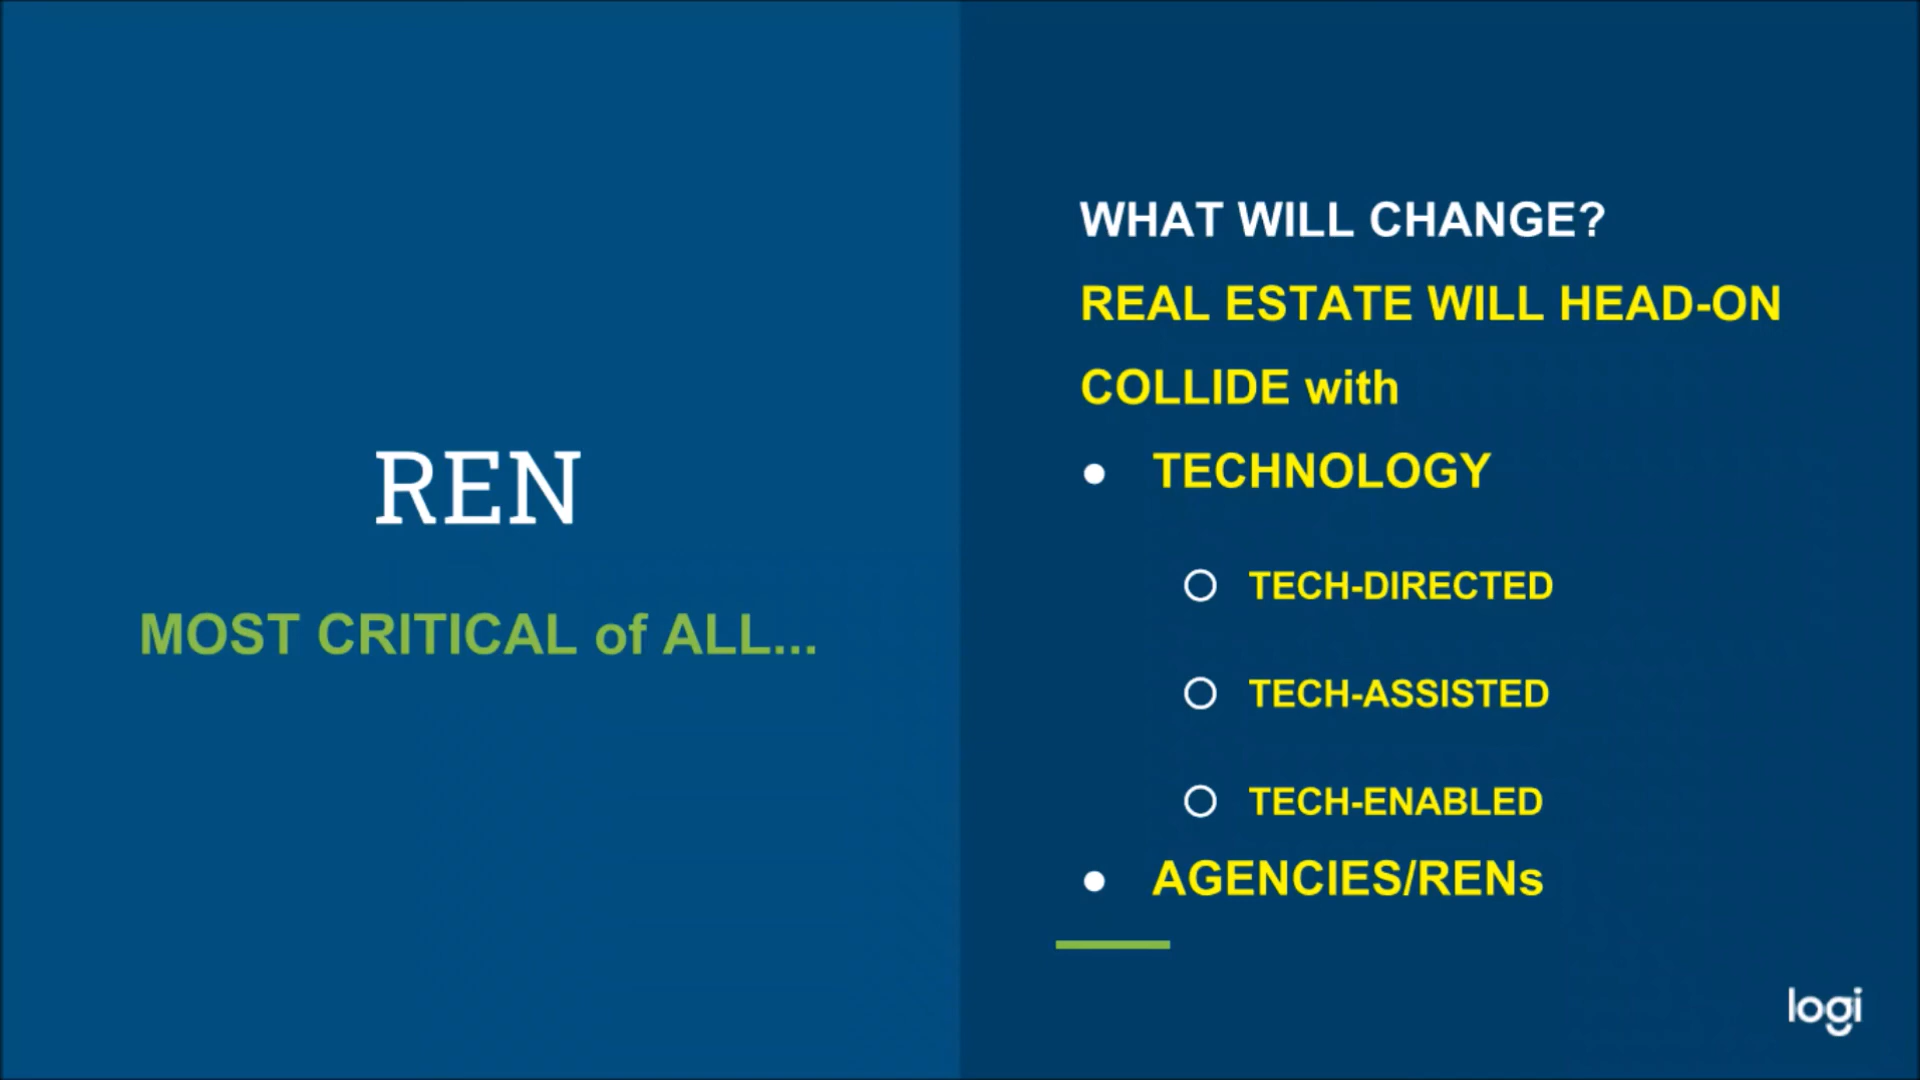 REN
MOST CRITICAL of ALL...
WHAT WILL CHANGE?
REAL ESTATE WILL HEAD-ON
COLLIDE with
● TECHNOLOGY
○ TECH-DIRECTED
○ TECH-ASSISTED
○ TECH-ENABLED
● AGENCIES/RENs
logi